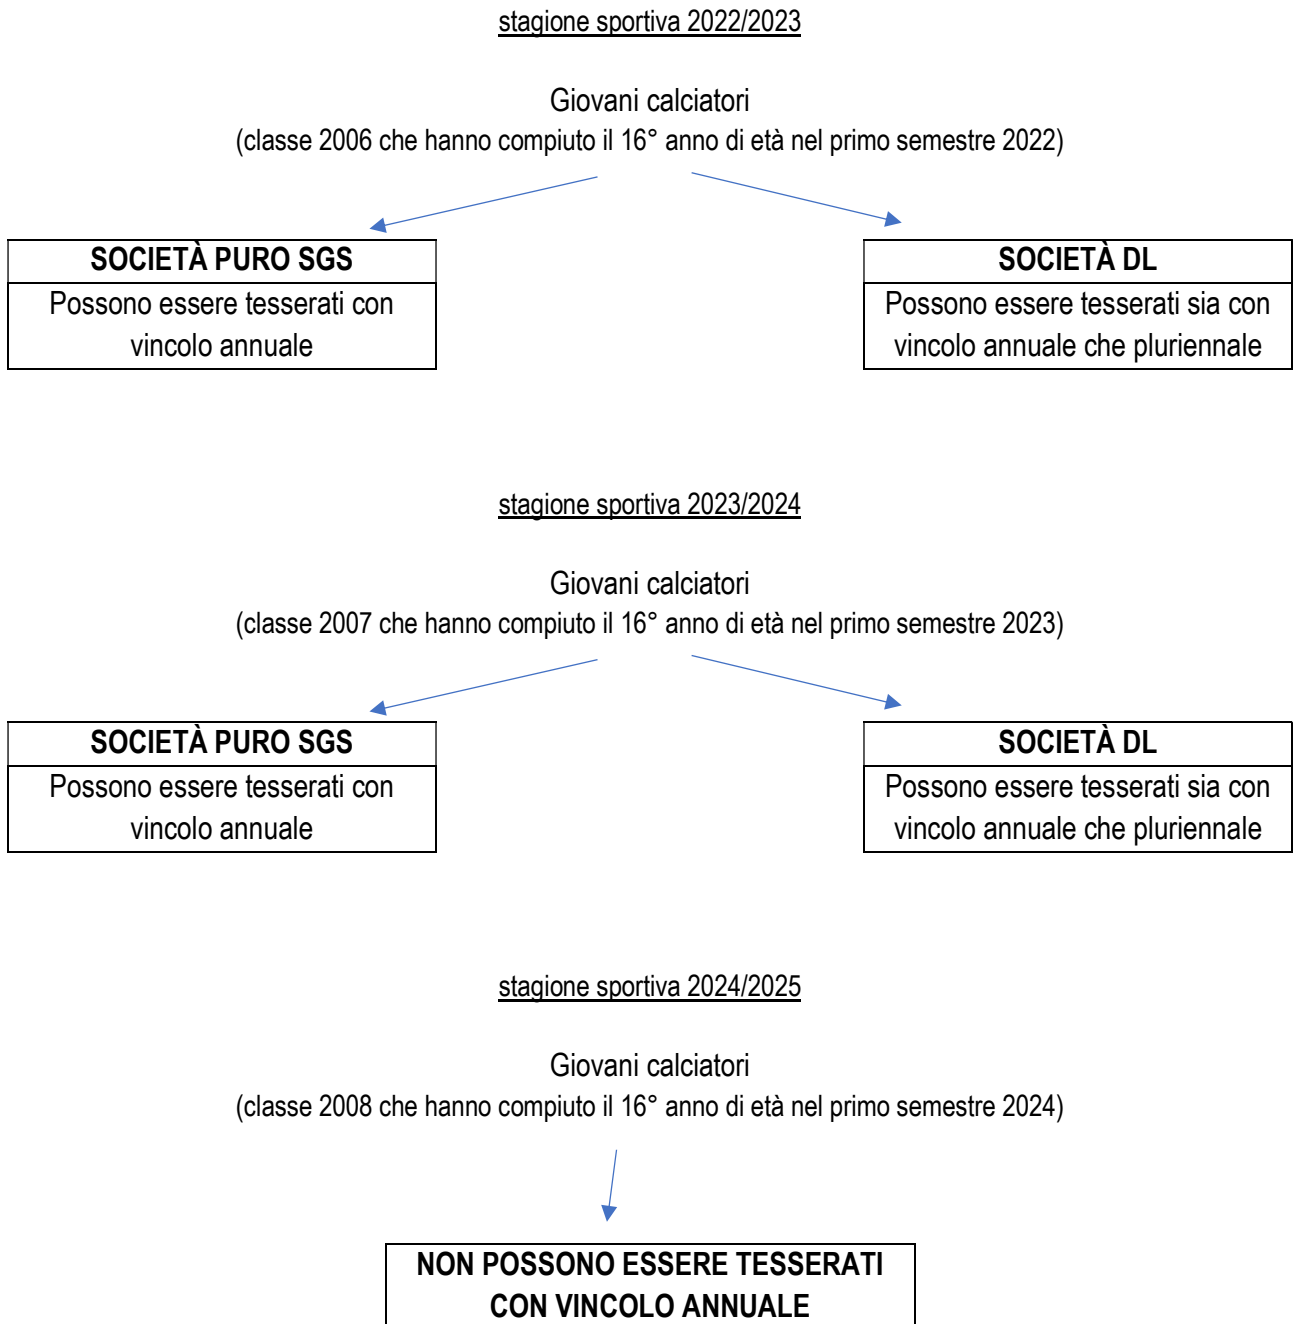 stagione sportiva 2022/2023
Giovani calciatori
(classe 2006 che hanno compiuto il 16° anno di età nel primo semestre 2022)
SOCIETÀ PURO SGS
Possono essere tesserati con
vincolo annuale
SOCIETÀ DL
Possono essere tesserati sia con
vincolo annuale che pluriennale
stagione sportiva 2023/2024
Giovani calciatori
(classe 2007 che hanno compiuto il 16° anno di età nel primo semestre 2023)
SOCIETÀ PURO SGS
Possono essere tesserati con
vincolo annuale
SOCIETÀ DL
Possono essere tesserati sia con
vincolo annuale che pluriennale
stagione sportiva 2024/2025
Giovani calciatori
(classe 2008 che hanno compiuto il 16° anno di età nel primo semestre 2024)
NON POSSONO ESSERE TESSERATI
CON VINCOLO ANNUALE